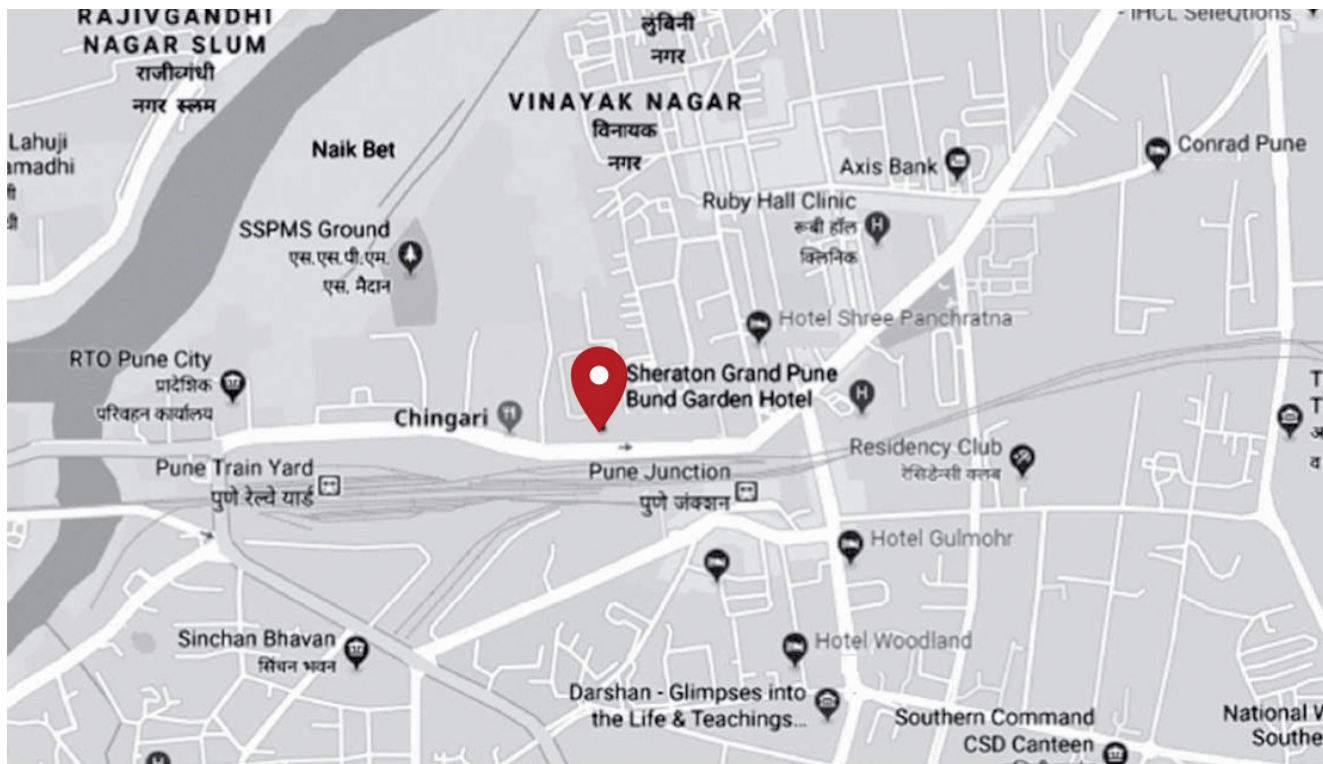 RAJIVGANDHI
NAGAR SLUM
राजीवगंधी
नगर स्लम
लुंबिनी
नगर
- IHCL SeleQtions
VINAYAK NAGAR
विनायक
नगर
Lahuji
amadhi
Naik Bet
Axis Bank
Conrad Pune
SSPMS Ground
एस.एस.पी.एम.
एस. मैदान
Ruby Hall Clinic
रूबी हॉल
क्लिनिक
Hotel Shree Panchratna
RTO Pune City
प्रादेशिक
परिवहन कार्यालय
Sheraton Grand Pune
Bund Garden Hotel
Chingari
Pune Train Yard
पुणे रेल्वे यार्ड
Pune Junction
पुणे जंक्शन
Residency Club
रेसिडेन्सी क्लब
Hotel Gulmohr
Sinchan Bhavan
सिंचन भवन
Hotel Woodland
Darshan - Glimpses into
the Life & Teachings...
Southern Command
CSD Canteen
National W
Southe